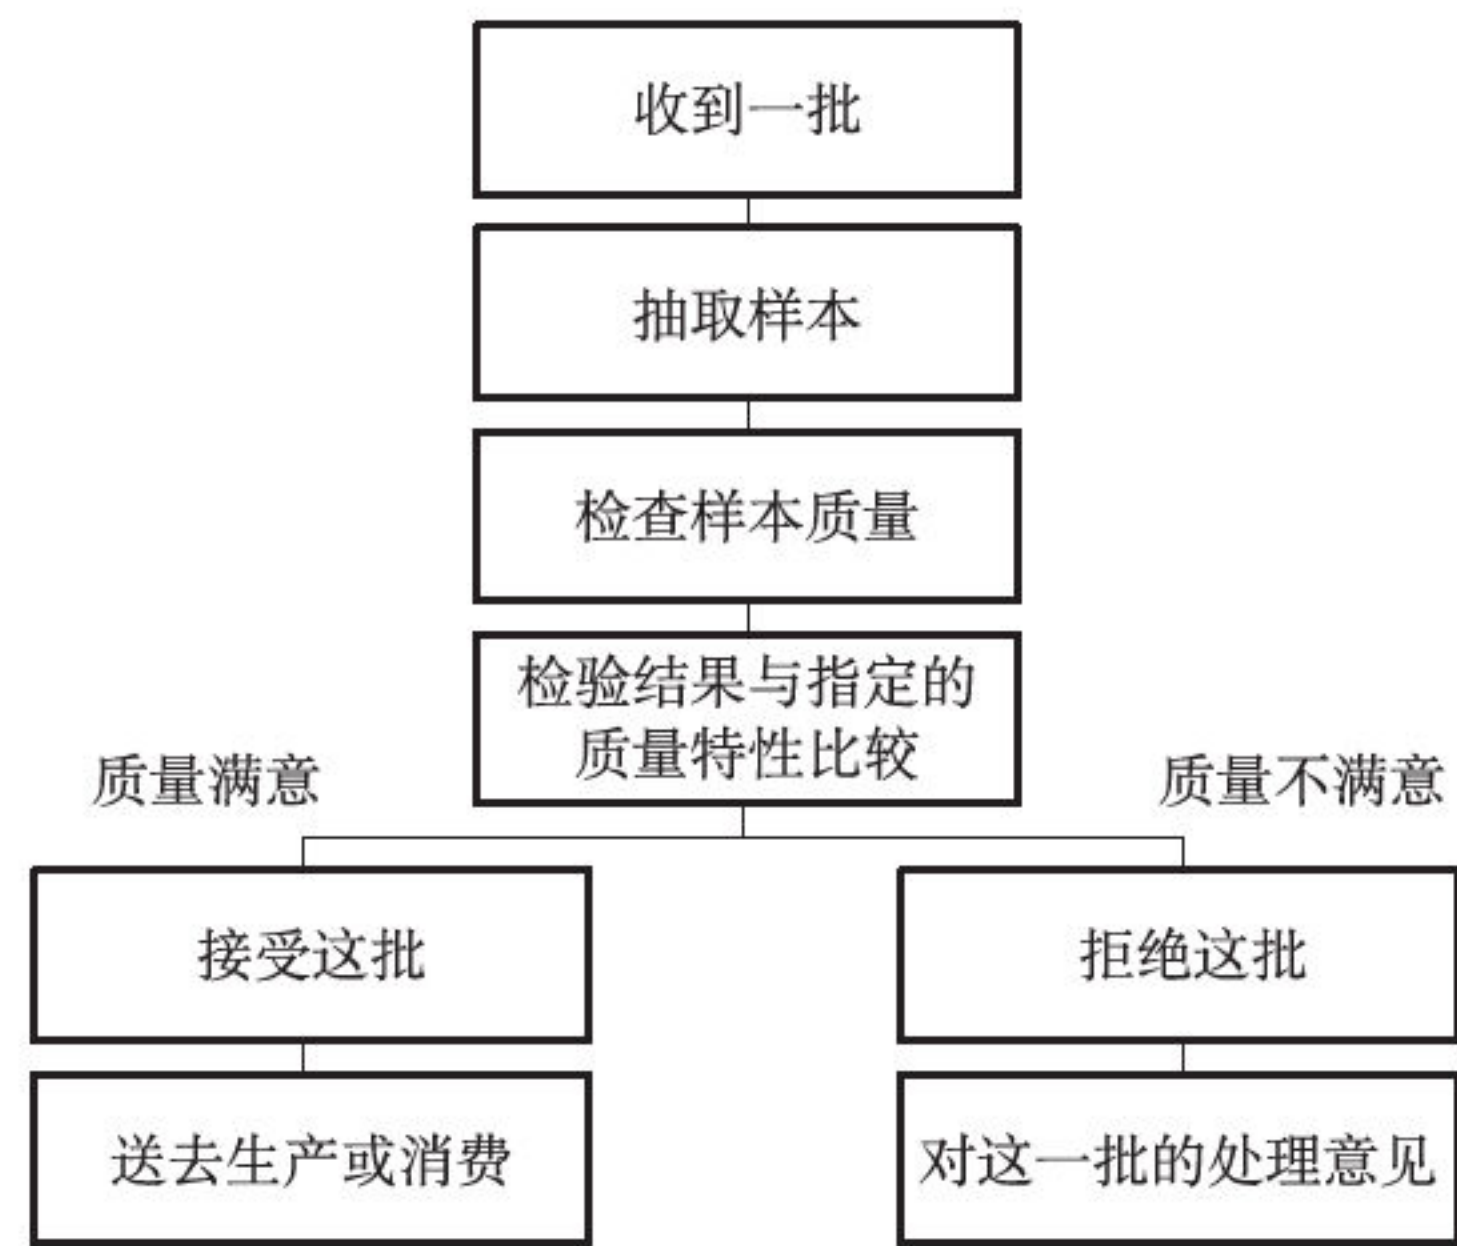 收到一批
抽取样本
检查样本质量
检验结果与指定的
质量特性比较
质量满意
质量不满意
接受这批
拒绝这批
送去生产或消费
对这一批的处理意见